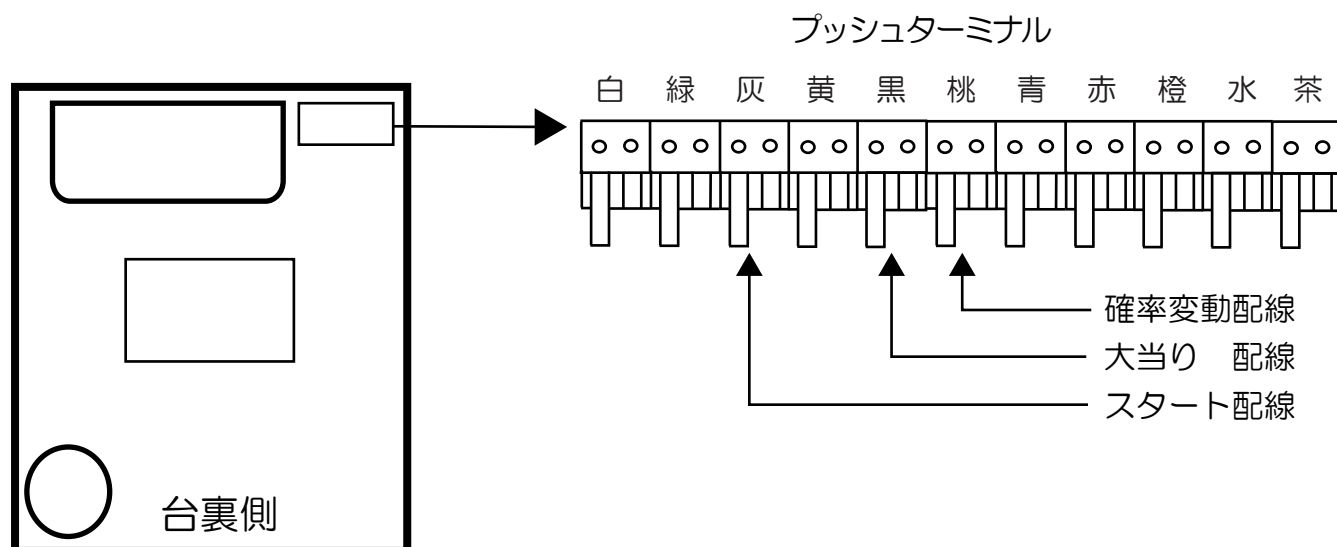 プッシュターミナル
白 緑 灰 黄 黒 桃 青 赤 橙 水 茶
確率変動配線
大当り　配線
スタート配線
台裏側